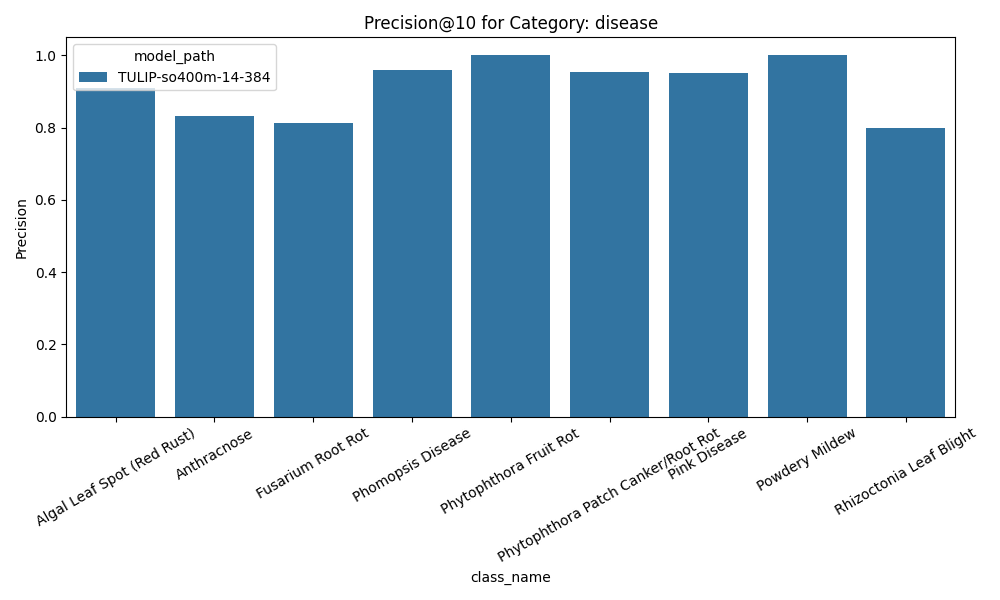 Precision@10 for Category: disease
model_path
TULIP-so400m-14-384
Precision
1.0
0.8
0.6
0.4
0.2
0.0
Algal Leaf Spot (Red Rust)
Anthracnose
Fusarium Root Rot
Phomopsis Disease
Phytophthora Fruit Rot
Phytophthora Patch Canker/Root Rot
Pink Disease
Powdery Mildew
Rhizoctonia Leaf Blight
class_name